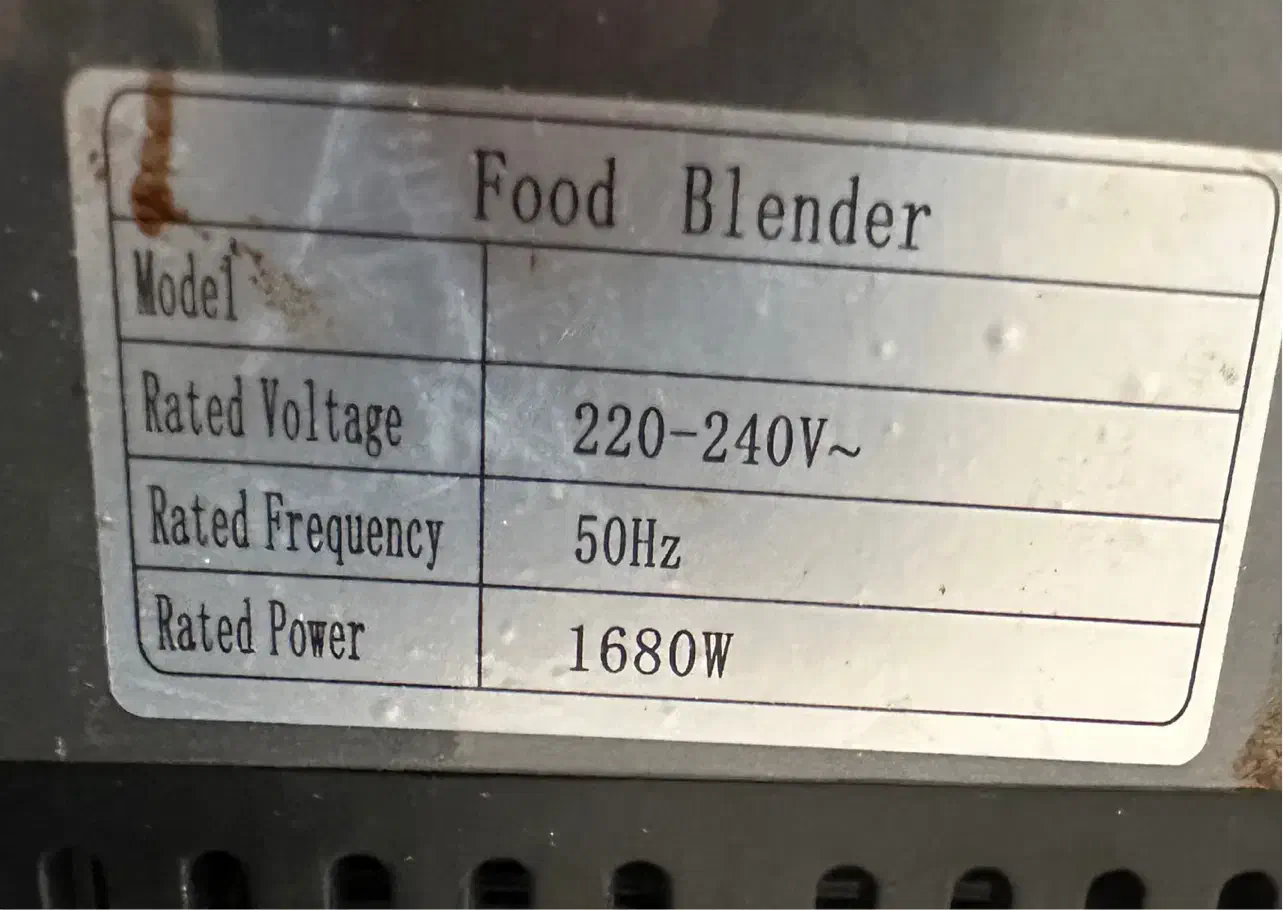 Food Blender
Model
Rated Voltage 220-240V~
Rated Frequency 50Hz
Rated Power 1680W